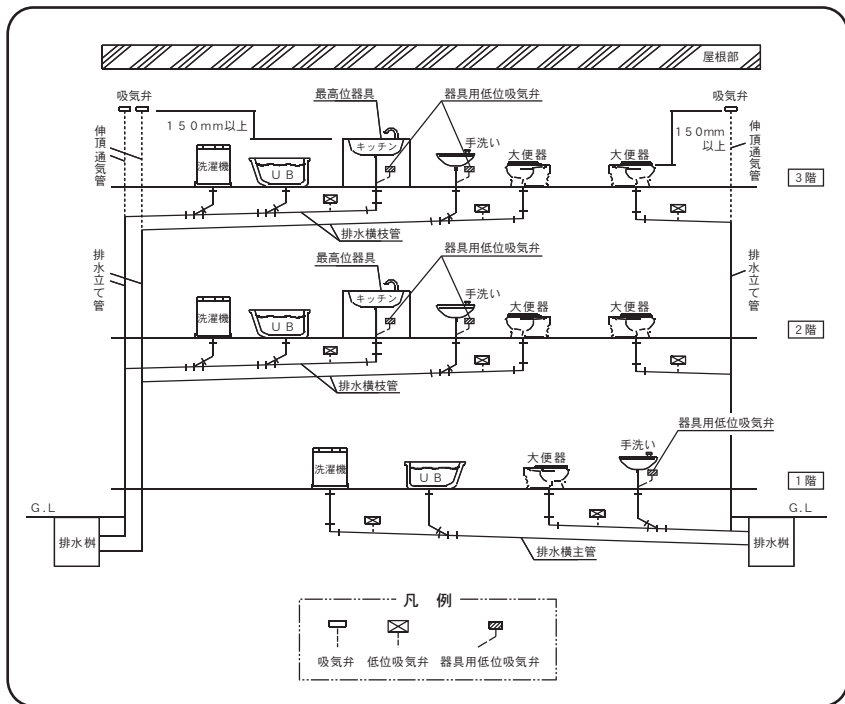 屋根部
吸気弁
最高位器具
器具用低位吸気弁
吸気弁
150mm以上
伸頂通気管
洗濯機
UB
キッチン
手洗い
大便器
大便器
150mm
以上
伸頂通気管
3階
排水横枝管
排水立て管
最高位器具
器具用低位吸気弁
洗濯機
UB
キッチン
手洗い
大便器
大便器
排水立て管
2階
排水横枝管
器具用低位吸気弁
洗濯機
UB
大便器
手洗い
1階
G.L
G.L
排水桝
排水桝
排水横主管
凡 例
吸気弁
低位吸気弁
器具用低位吸気弁